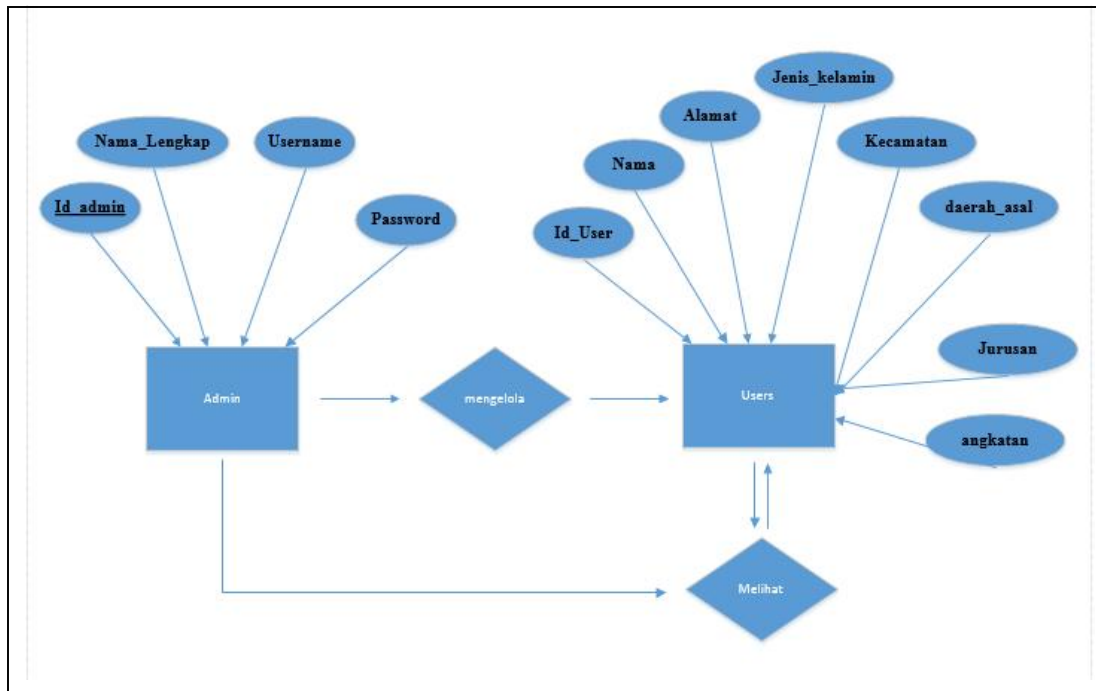 Jenis_kelamin
Alamat
Nama_Lengkap
Username
Kecamatan
Nama
Id_admin
daerah_asal
Password
Id_User
Jurusan
Admin
mengelola
Users
angkatan
Melihat